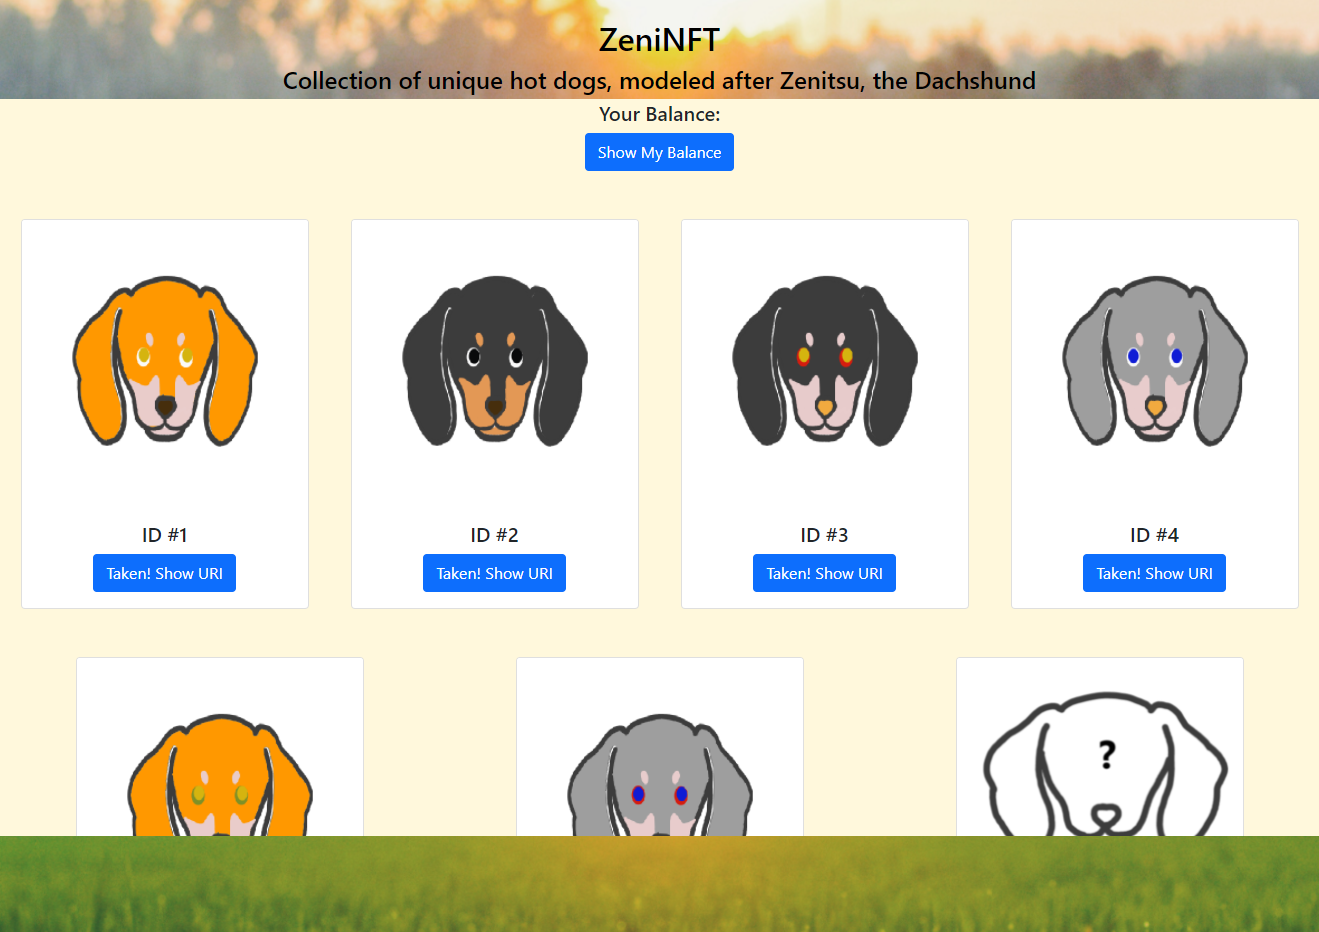 ZeniNFT
Collection of unique hot dogs, modeled after Zenitsu, the Dachshund
Your Balance:
Show My Balance
ID #1
Taken! Show URI
ID #2
Taken! Show URI
ID #3
Taken! Show URI
ID #4
Taken! Show URI
?